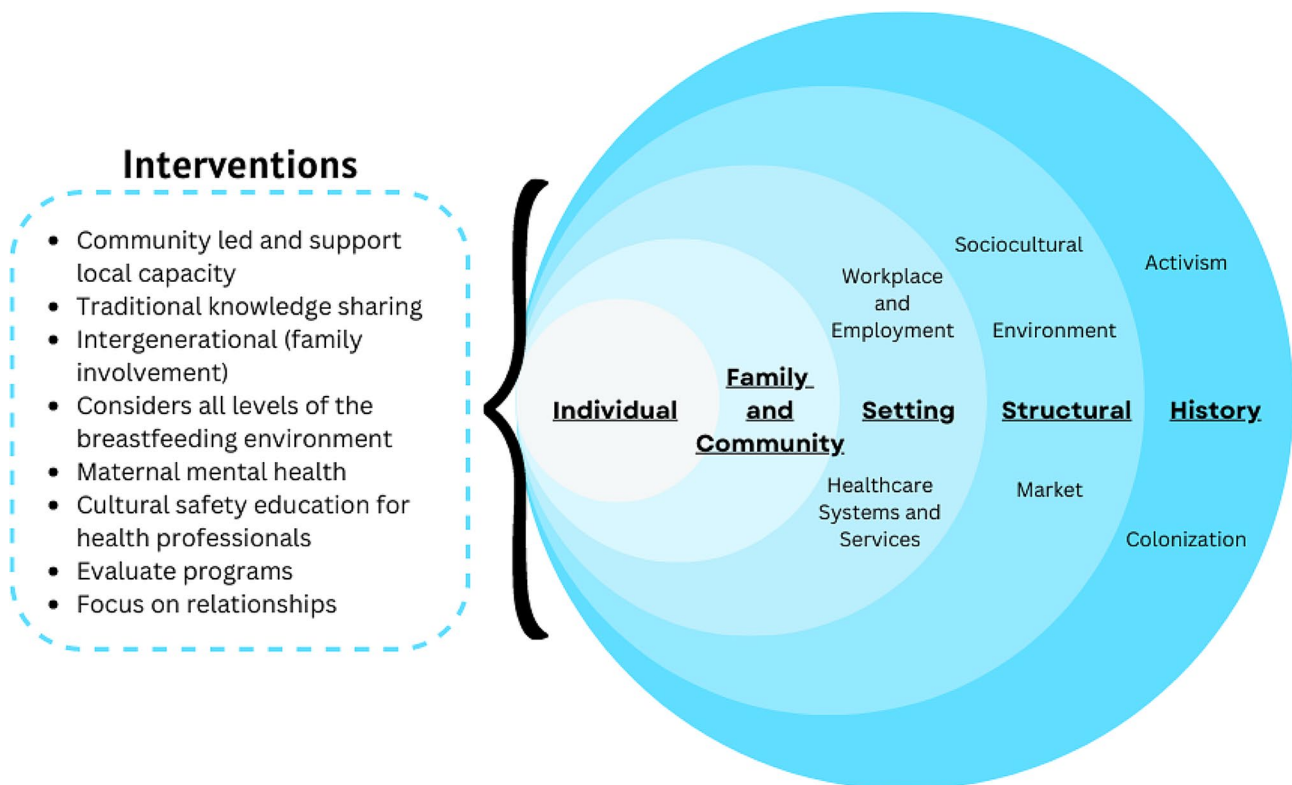 Interventions
• Community led and support
local capacity
• Traditional knowledge sharing
• Intergenerational (family
involvement)
• Considers all levels of the
breastfeeding environment
• Maternal mental health
• Cultural safety education for
health professionals
• Evaluate programs
• Focus on relationships
Individual
Family
and
Community
Workplace
and
Employment
Setting
Healthcare
Systems and
Services
Sociocultural
Environment
Structural
Market
Activism
History
Colonization